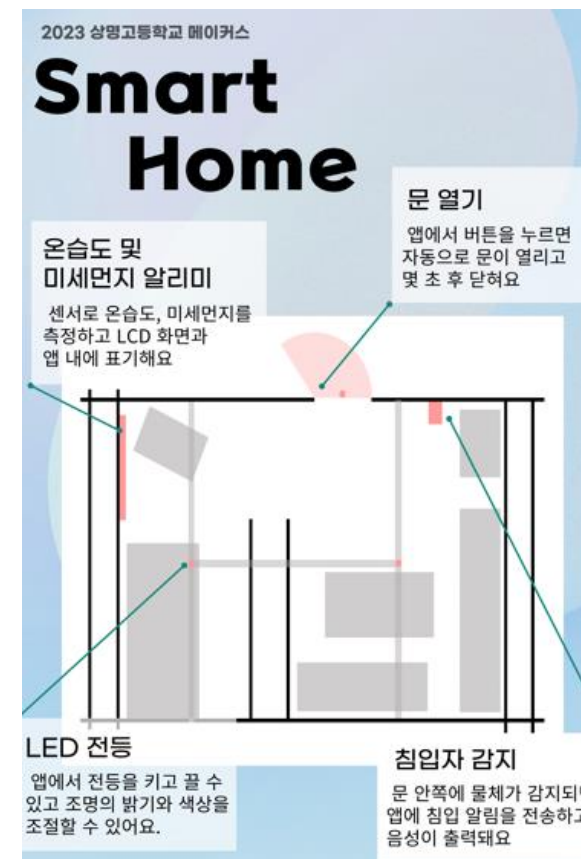 2023 상명고등학교 메이커스
Smart
Home
문 열기
앱에서 버튼을 누르면
자동으로 문이 열리고
몇 초 후 닫혀요
온습도 및
미세먼지 알리미
센서로 온습도, 미세먼지를
측정하고 LCD 화면과
앱 내에 표기해요
LED 전등
앱에서 전등을 키고 끌 수
있고 조명의 밝기와 색상을
조절할 수 있어요.
침입자 감지
문 안쪽에 물체가
앱에 침입 알림을 전송하고
음성이 출력돼요